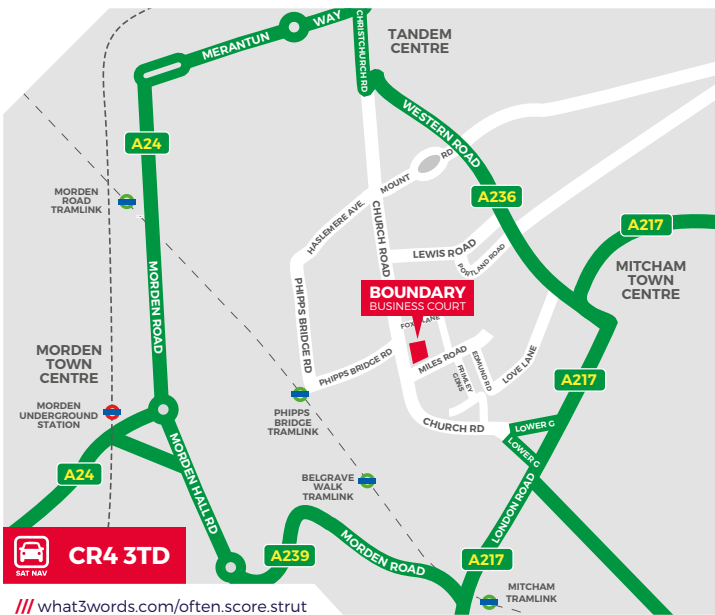 MERANTUN
WAY
CHRISTCHURCH RD
TANDEM
CENTRE
WESTERN ROAD
A24
MORDEN
ROAD
TRAMLINK
HASLEMERE AVE
MOUNT
RD
CHURCH ROAD
A236
LEWIS ROAD
PORTLAND ROAD
A217
MITCHAM
TOWN
CENTRE
MORDEN ROAD
PHIPPS BRIDGE RD
BOUNDARY
BUSINESS COURT
MILES ROAD
PHIPPS BRIDGE RD
FRIMLEY
GDNS
EDMUND RD
LOVE LANE
MORDEN
TOWN
CENTRE
MORDEN
UNDERGROUND
STATION
PHIPPS
BRIDGE
TRAMLINK
A217
CHURCH RD
LOWER G
LOWER G
A24
MORDEN HALL RD
BELGRAVE
WALK
TRAMLINK
LONDON ROAD
A239
MORDEN ROAD
A217
MITCHAM
TRAMLINK
SAT NAV
CR4 3TD
/// what3words.com/often.score.strut